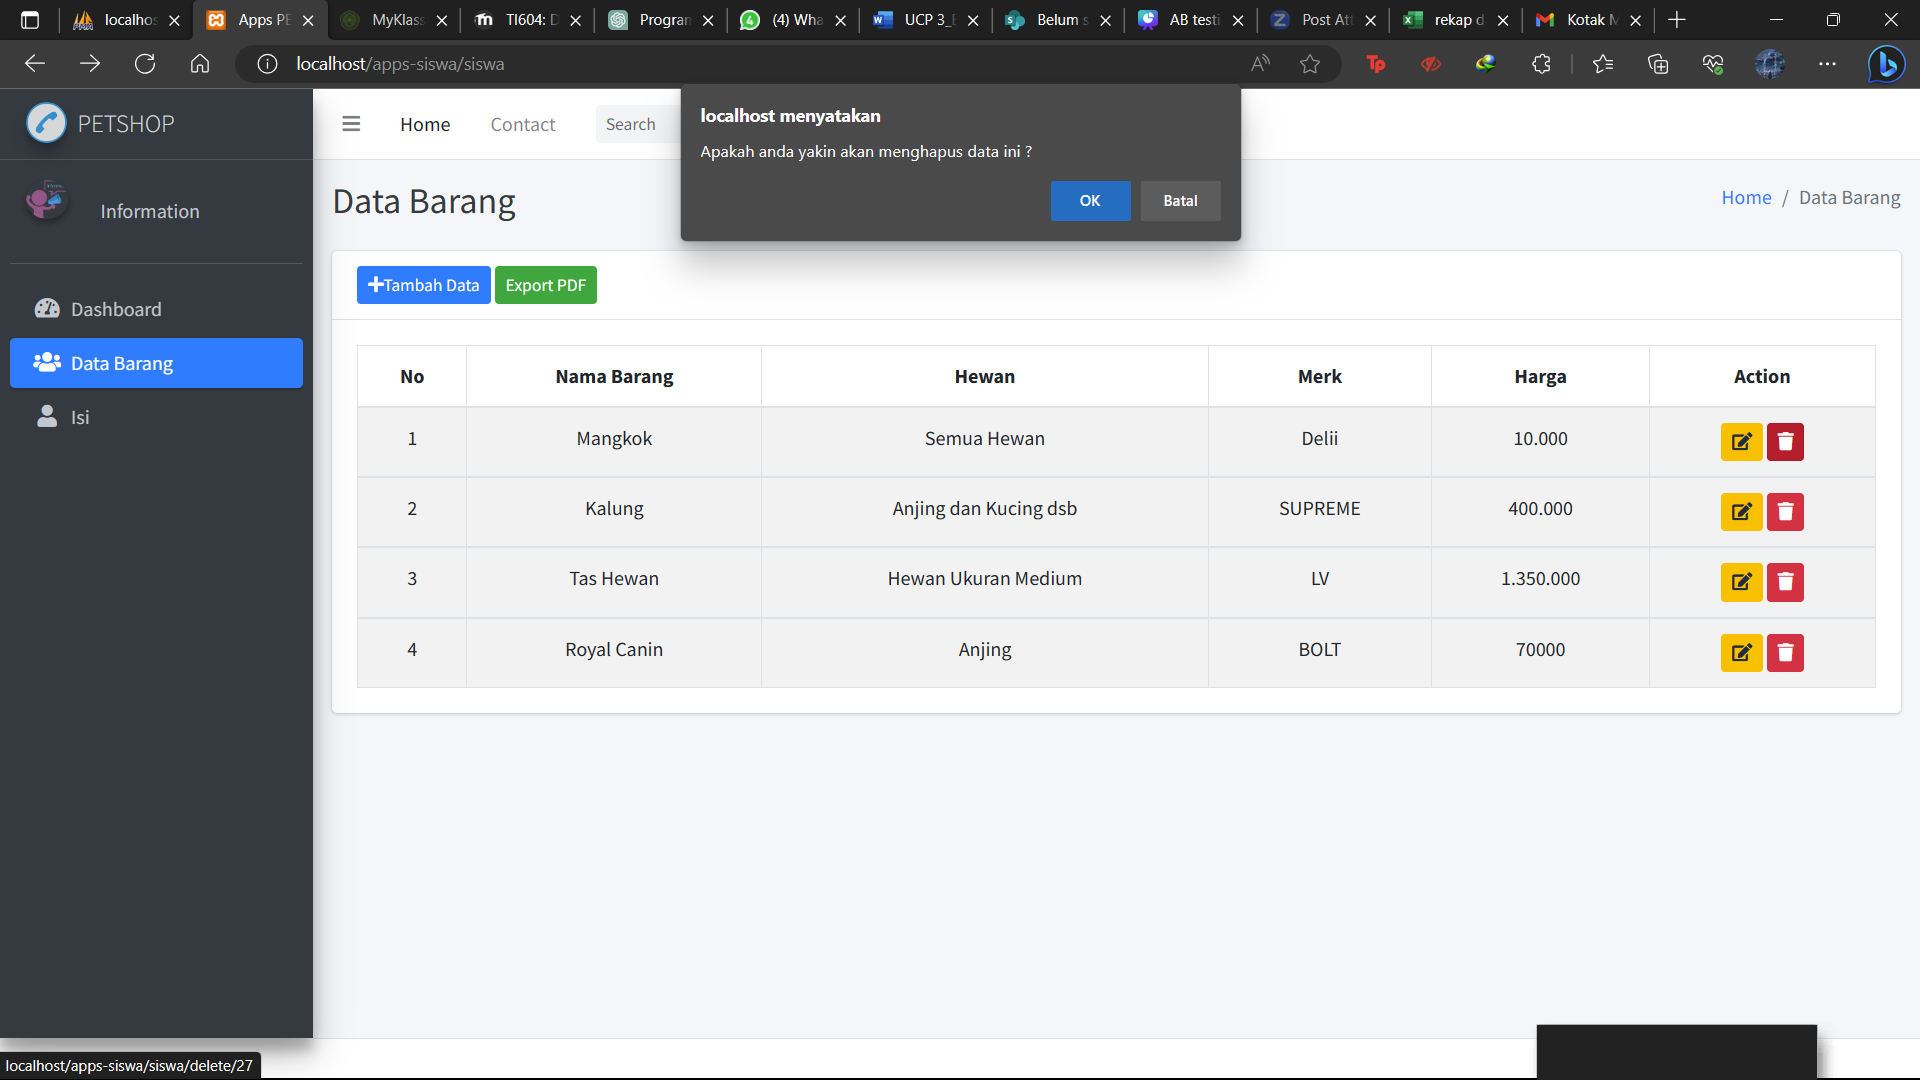 localhos
Apps PE
MyKlass
TI604: D
Program
(4) Wha
UCP 3_E
Belum s
AB testi
Post Att
rekap d
Kotak M
localhost/apps-siswa/siswa
PETSHOP
Home
Contact
Search
localhost menyatakan
Apakah anda yakin akan menghapus data ini ?
OK
Batal
Information
Data Barang
Home / Data Barang
Tambah Data
Export PDF
Dashboard
Data Barang
Isi
No Nama Barang Hewan Merk Harga Action
1 Mangkok Semua Hewan Delii 10.000
2 Kalung Anjing dan Kucing dsb SUPREME 400.000
3 Tas Hewan Hewan Ukuran Medium LV 1.350.000
4 Royal Canin Anjing BOLT 70000
localhost/apps-siswa/siswa/delete/27